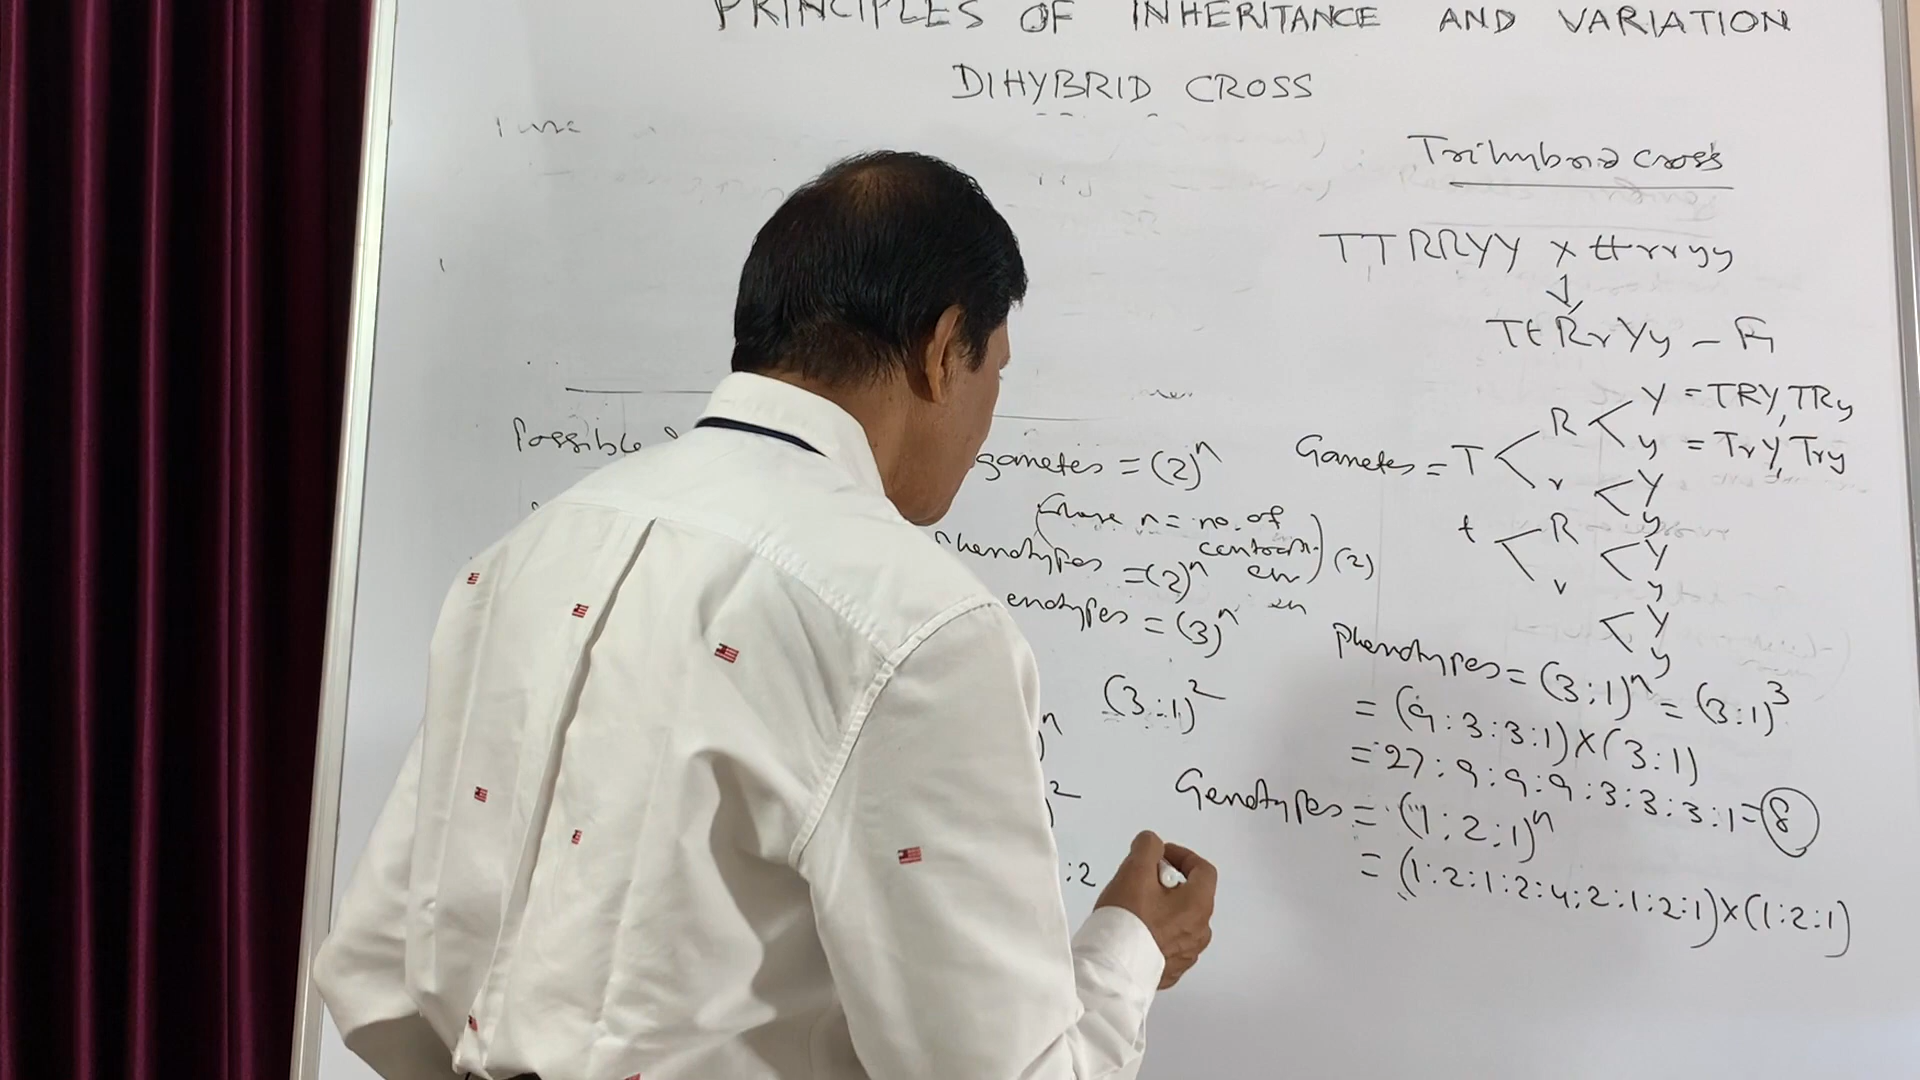 PRINCIPLES OF INHERITANCE AND VARIATION
DIHYBRID CROSS
Trihybrid cross
TTRRYY x ttrryy
↓
TtRrYy - F1
Possible
gametes = (2)^n
n = no. of
phenotypes = (2)^n
(2)
enotypes = (3)^n
(3:1)^2
:2
Gametes = T < R < Y = TRY, TRy
y = TrY, Try
r < Y
y
t < R < Y
y
r < Y
y
phenotypes = (3:1)^n = (3:1)^3
= (9:3:3:1)X(3:1)
= 27:9:9:9:3:3:3:1=8
Genotypes = (1:2:1)^n
= (1:2:1:2:4:2:1:2:1)X(1:2:1)